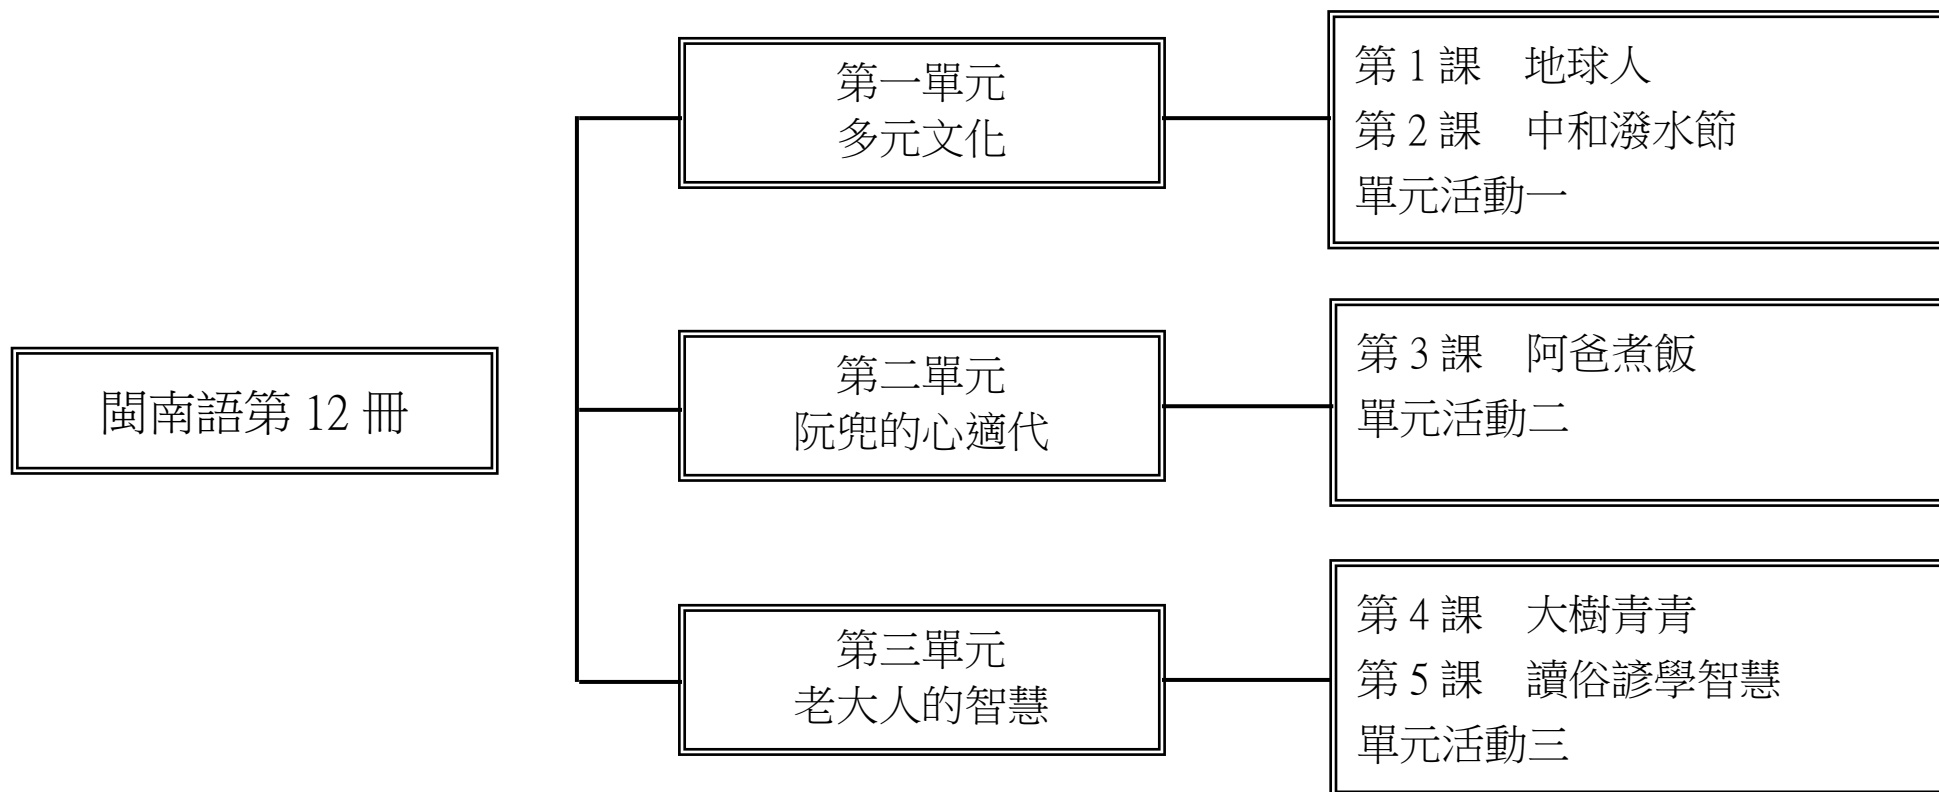 閩南語第 12 冊
第一單元
多元文化
第 1 課　地球人
第 2 課　中和潑水節
單元活動一
第二單元
阮兜的心適代
第 3 課　阿爸煮飯
單元活動二
第三單元
老大人的智慧
第 4 課　大樹青青
第 5 課　讀俗諺學智慧
單元活動三